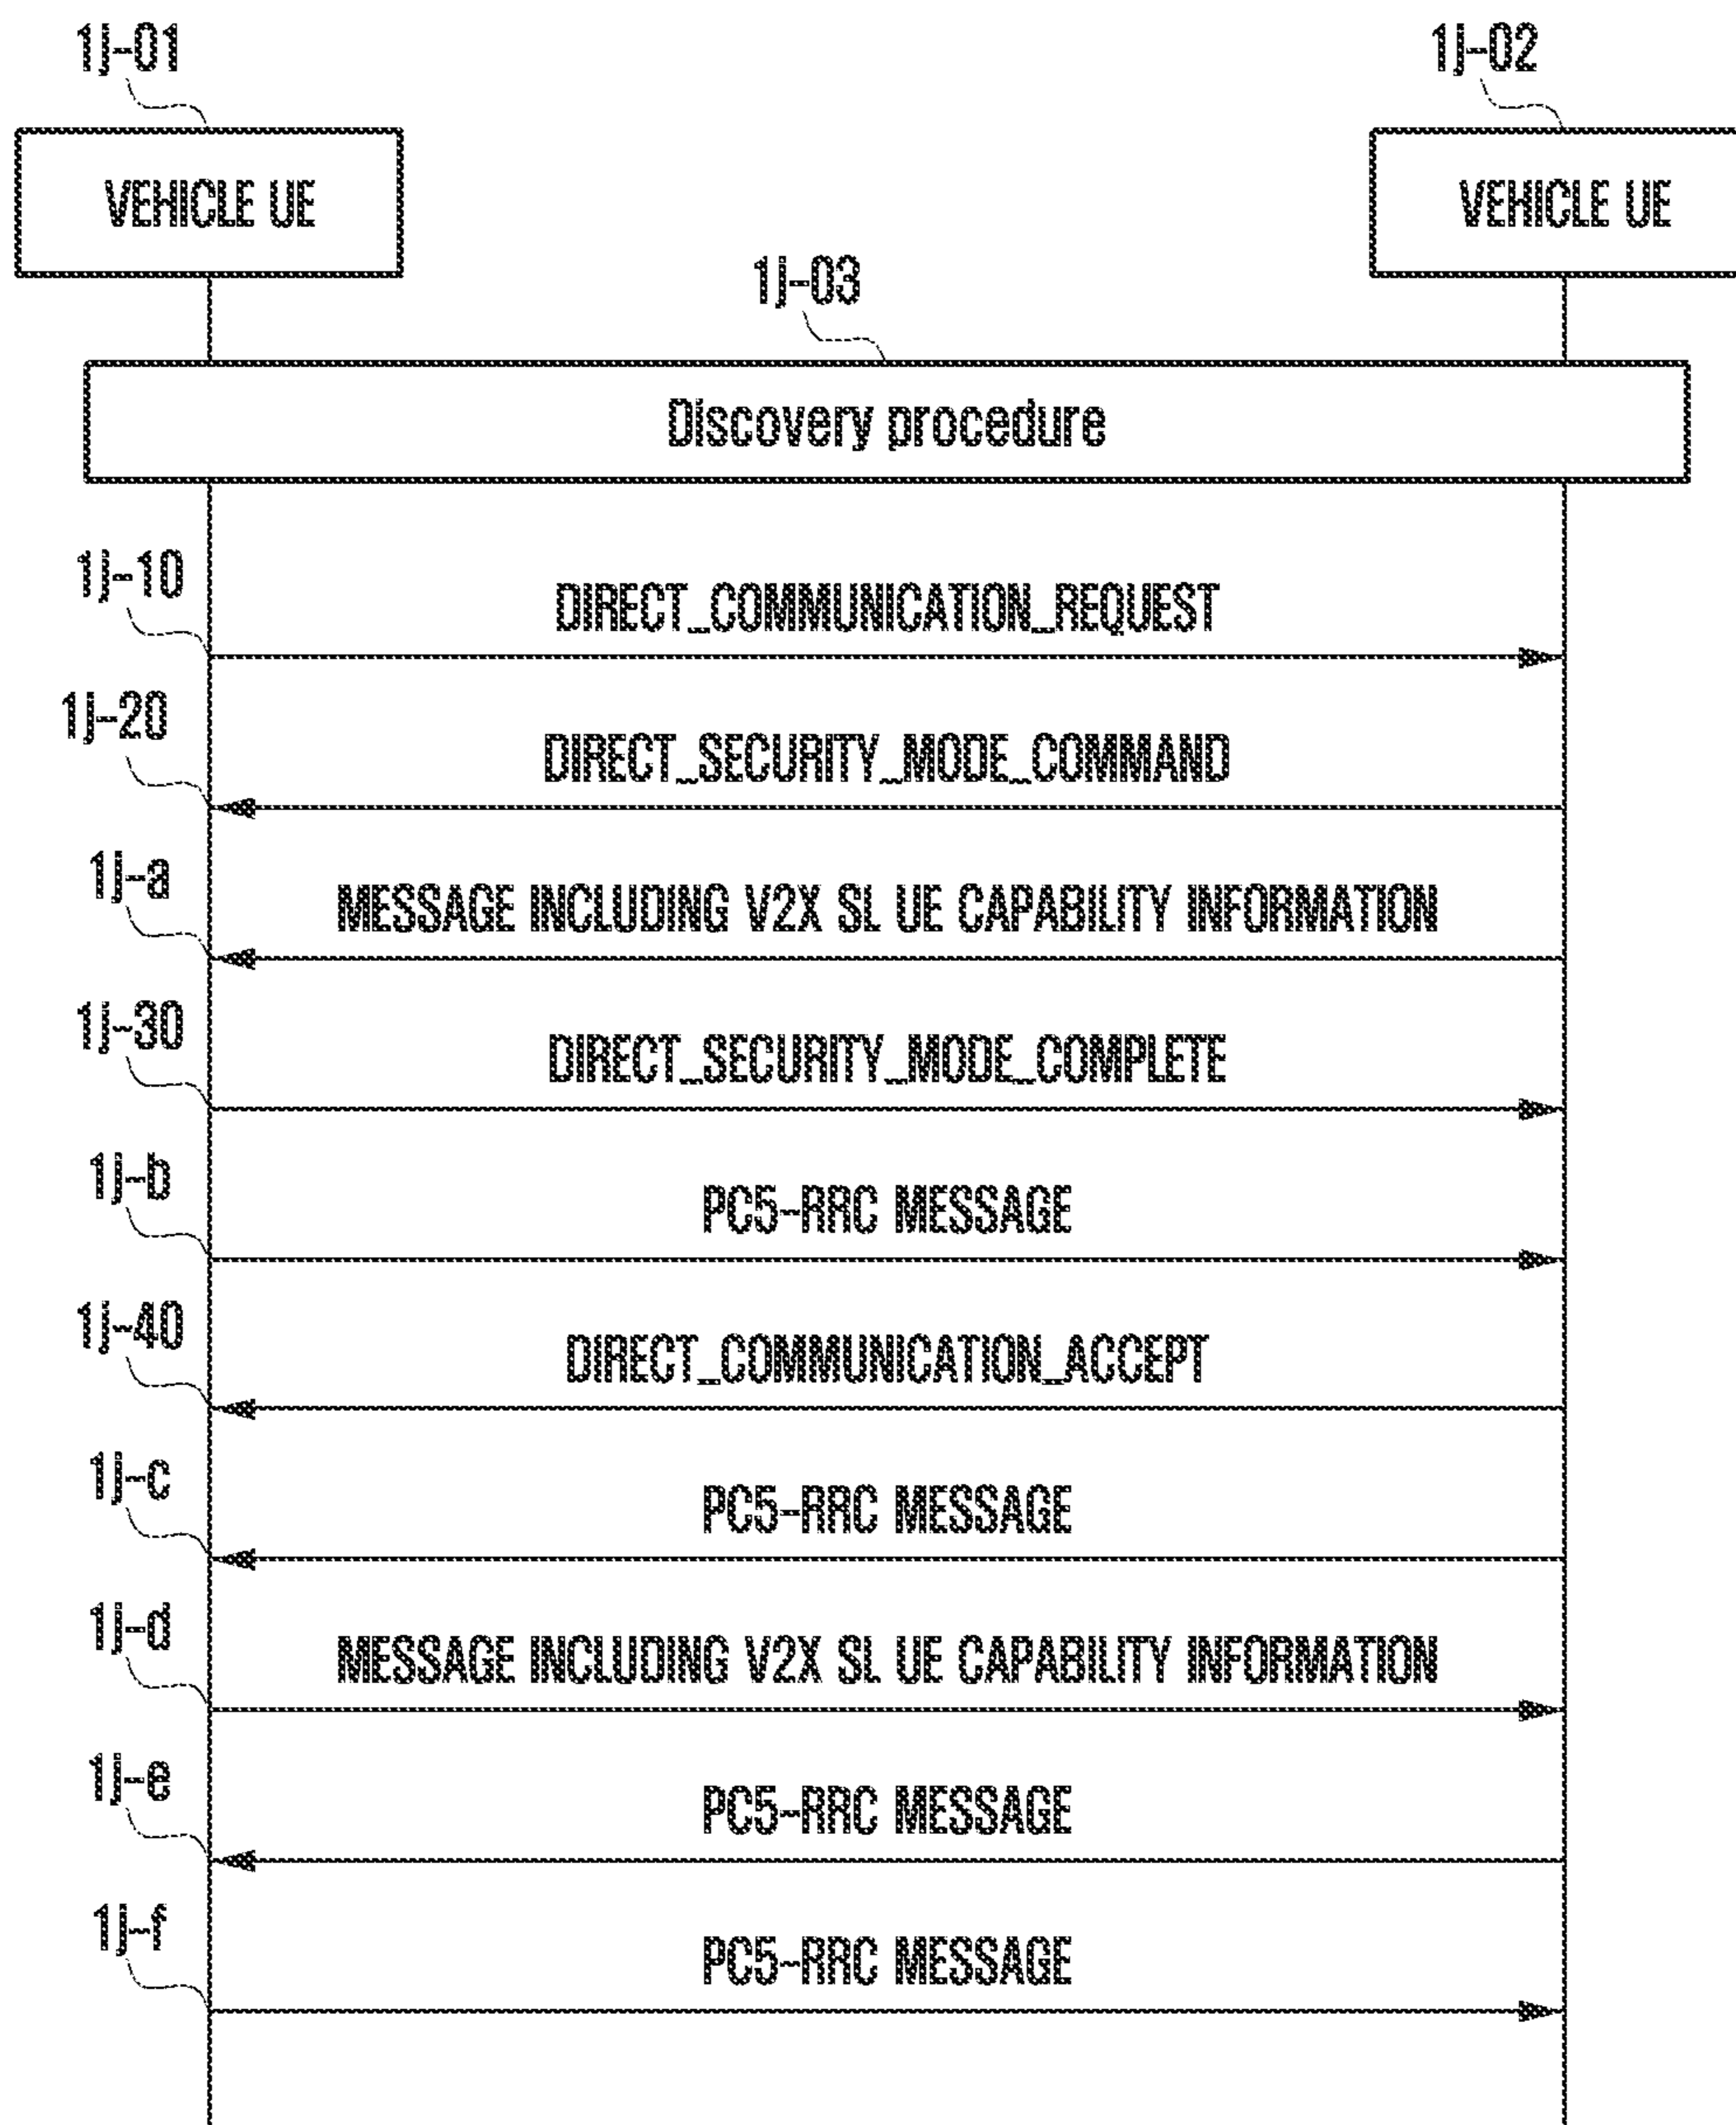 1j-01
1j-02
VEHICLE UE
VEHICLE UE
1j-03
Discovery procedure
1j-10
DIRECT_COMMUNICATION_REQUEST
1j-20
DIRECT_SECURITY_MODE_COMMAND
1j-a
MESSAGE INCLUDING V2X SL UE CAPABILITY INFORMATION
1j-30
DIRECT_SECURITY_MODE_COMPLETE
1j-b
PC5-RRC MESSAGE
1j-40
DIRECT_COMMUNICATION_ACCEPT
1j-c
PC5-RRC MESSAGE
1j-d
MESSAGE INCLUDING V2X SL UE CAPABILITY INFORMATION
1j-e
PC5-RRC MESSAGE
1j-f
PC5-RRC MESSAGE